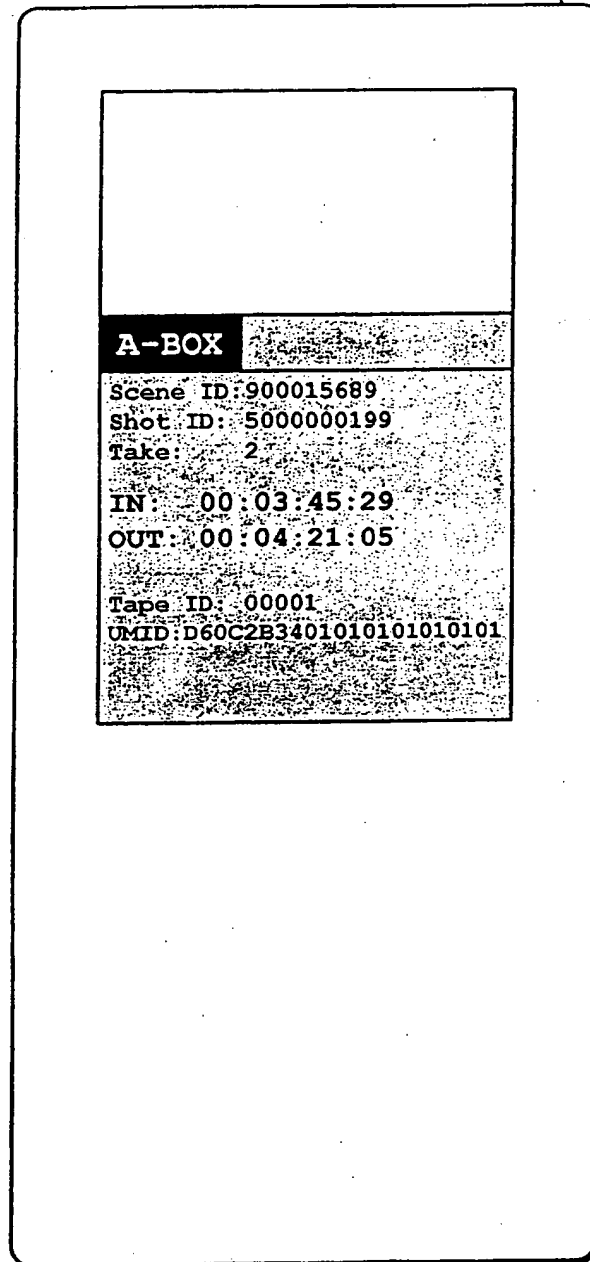 A-BOX
Scene ID:900015689
Shot ID: 5000000199
Take: 2
IN: 00:03:45:29
OUT: 00:04:21:05
Tape ID: 00001
UMID:D60C2B3401010101010101